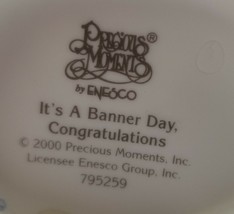 PRECIOUS®
MOMENTS
by ENESCO
It's A Banner Day,
Congratulations
© 2000 Precious Moments, Inc.
Licensee Enesco Group, Inc.
795259